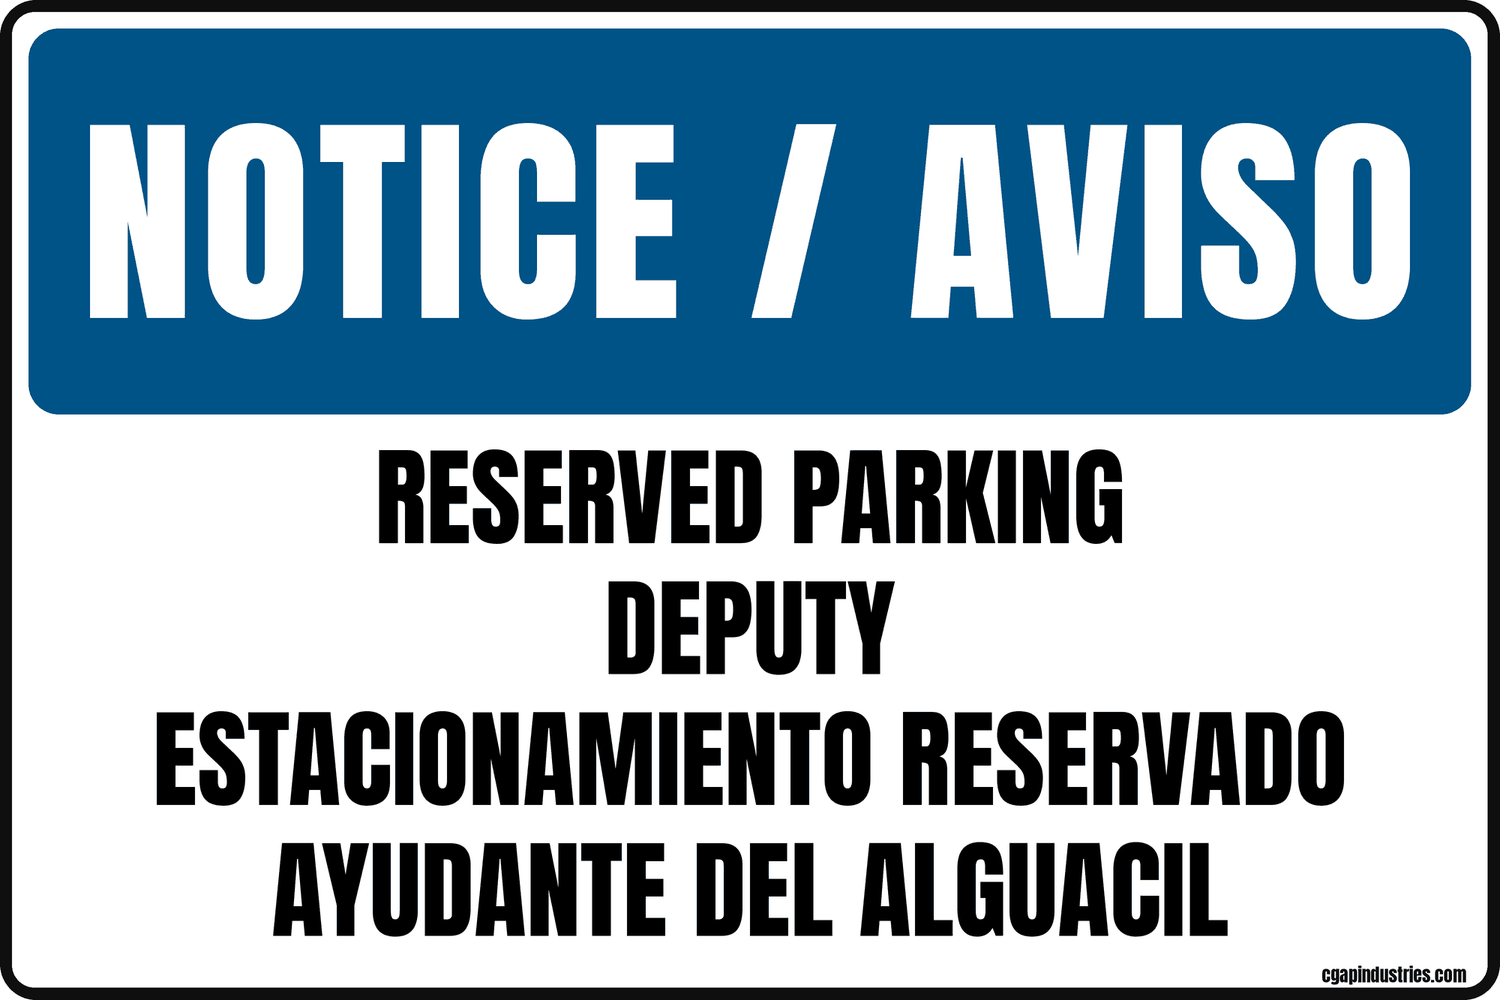 NOTICE / AVISO
RESERVED PARKING
DEPUTY
ESTACIONAMIENTO RESERVADO
AYUDANTE DEL ALGUACIL
cgapindustries.com